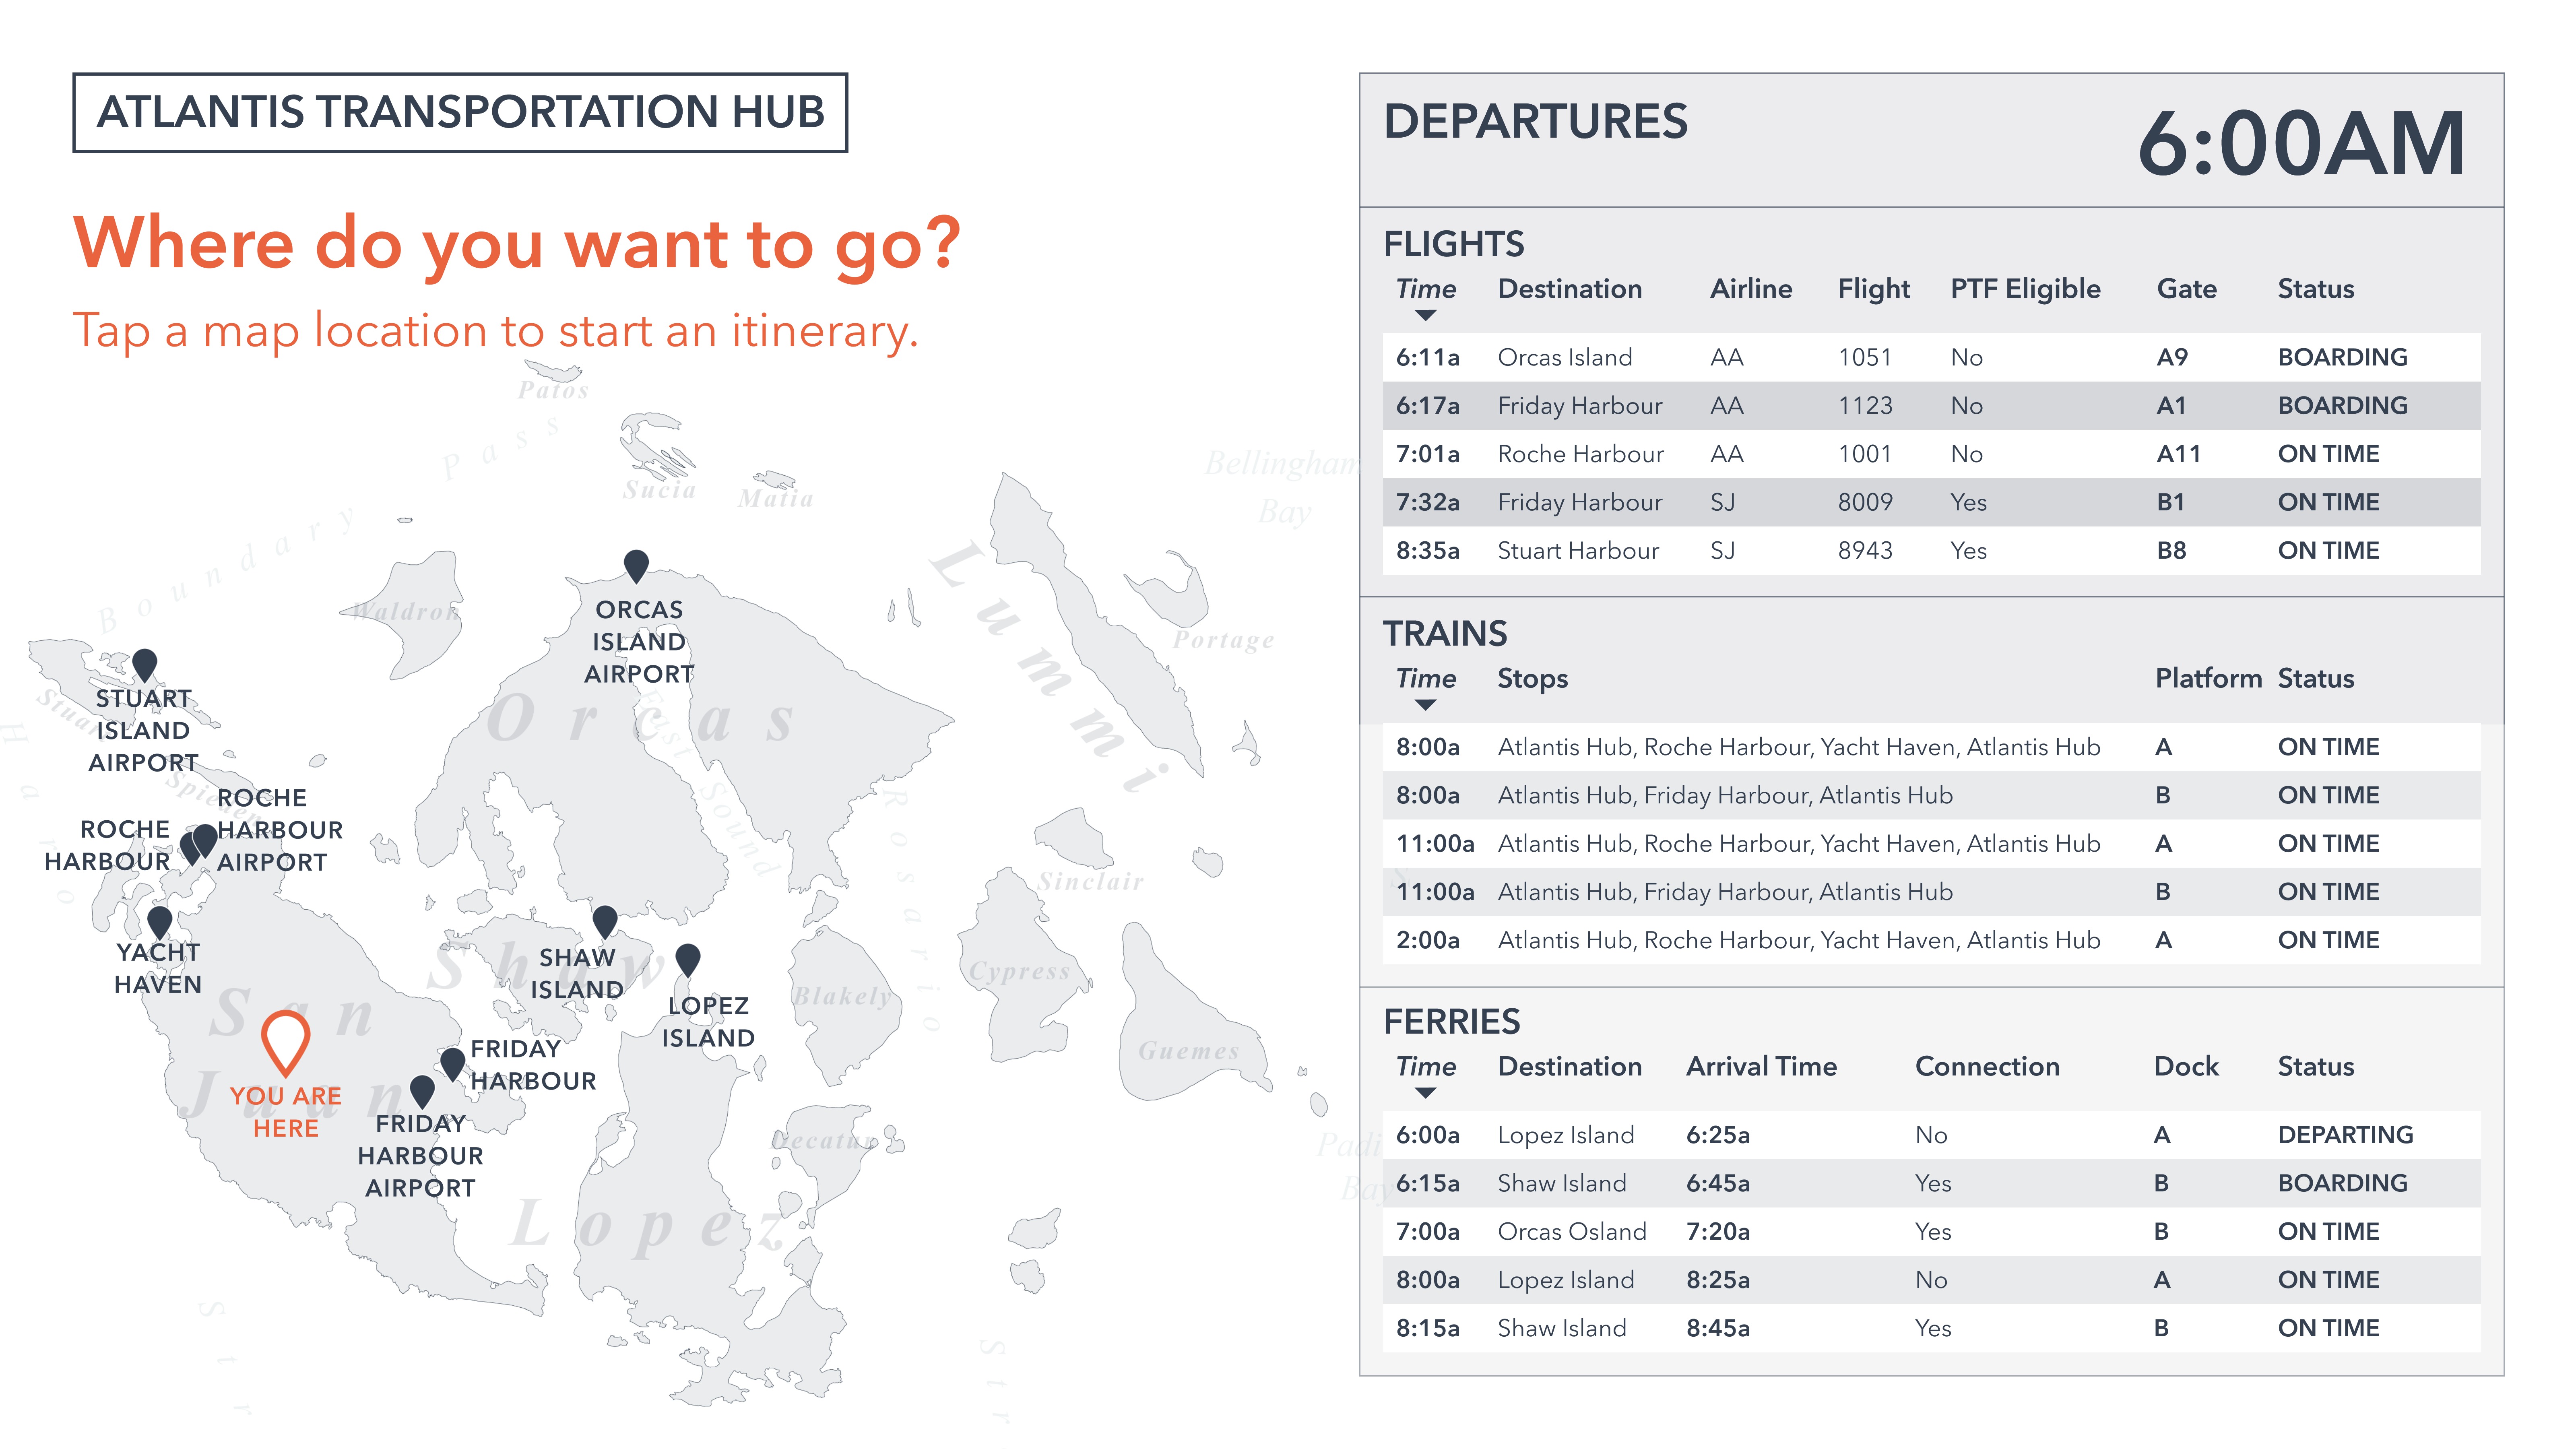 ATLANTIS TRANSPORTATION HUB
Where do you want to go?
Tap a map location to start an itinerary.
Patos
Boundary Pass
Sucia
Matia
Bellingham
Bay
Lummi
Waldron
Portage
ORCAS
ISLAND
AIRPORT
Orcas
East Sound
Stuart
STUART
ISLAND
AIRPORT
Haro
Spieden
ROCHE
HARBOUR
AIRPORT
ROCHE
HARBOUR
YACHT
HAVEN
Rosario
Sinclair
Cypress
Guemes
Blakely
Shaw
SHAW
ISLAND
LOPEZ
ISLAND
San
Juan
YOU ARE
HERE
FRIDAY
HARBOUR
FRIDAY
HARBOUR
AIRPORT
Decatur
Lopez
Str
Str
Bay
DEPARTURES
6:00AM
FLIGHTS
Time Destination Airline Flight PTF Eligible Gate Status
6:11a Orcas Island AA 1051 No A9 BOARDING
6:17a Friday Harbour AA 1123 No A1 BOARDING
7:01a Roche Harbour AA 1001 No A11 ON TIME
7:32a Friday Harbour SJ 8009 Yes B1 ON TIME
8:35a Stuart Harbour SJ 8943 Yes B8 ON TIME
TRAINS
Time Stops Platform Status
8:00a Atlantis Hub, Roche Harbour, Yacht Haven, Atlantis Hub A ON TIME
8:00a Atlantis Hub, Friday Harbour, Atlantis Hub B ON TIME
11:00a Atlantis Hub, Roche Harbour, Yacht Haven, Atlantis Hub A ON TIME
11:00a Atlantis Hub, Friday Harbour, Atlantis Hub B ON TIME
2:00a Atlantis Hub, Roche Harbour, Yacht Haven, Atlantis Hub A ON TIME
FERRIES
Time Destination Arrival Time Connection Dock Status
6:00a Lopez Island 6:25a No A DEPARTING
6:15a Shaw Island 6:45a Yes B BOARDING
7:00a Orcas Osland 7:20a Yes B ON TIME
8:00a Lopez Island 8:25a No A ON TIME
8:15a Shaw Island 8:45a Yes B ON TIME